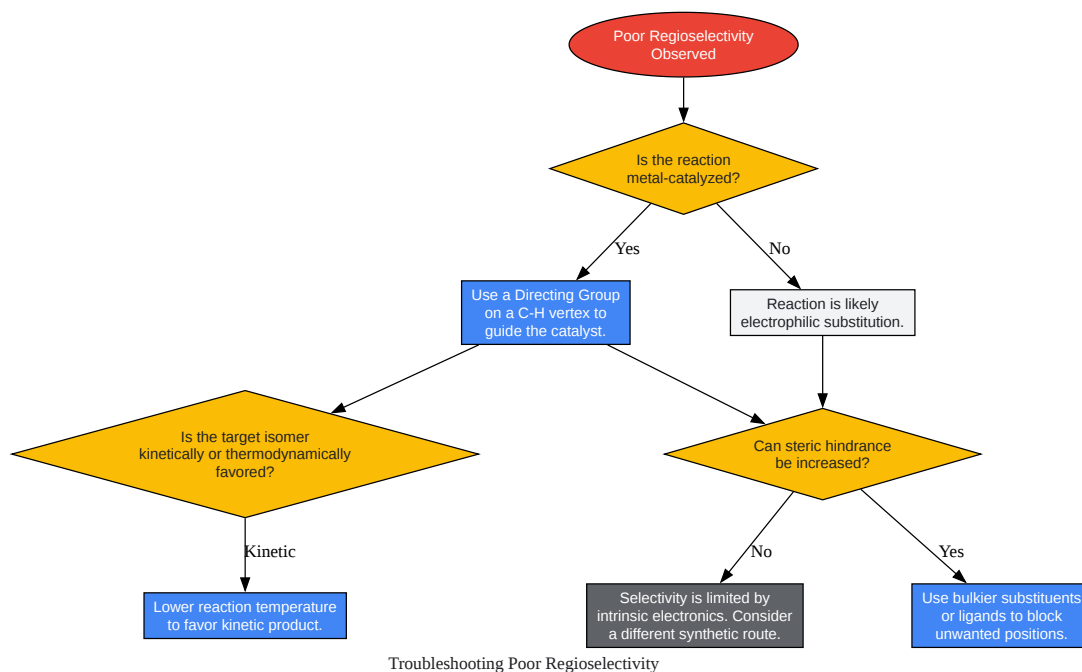 Poor Regioselectivity
Observed
Is the reaction
metal-catalyzed?
Yes
No
Use a Directing Group
on a C-H vertex to
guide the catalyst.
Reaction is likely
electrophilic substitution.
Is the target isomer
kinetically or thermodynamically
favored?
Can steric hindrance
be increased?
Kinetic
No
Yes
Lower reaction temperature
to favor kinetic product.
Selectivity is limited by
intrinsic electronics. Consider
a different synthetic route.
Use bulkier substituents
or ligands to block
unwanted positions.
Troubleshooting Poor Regioselectivity